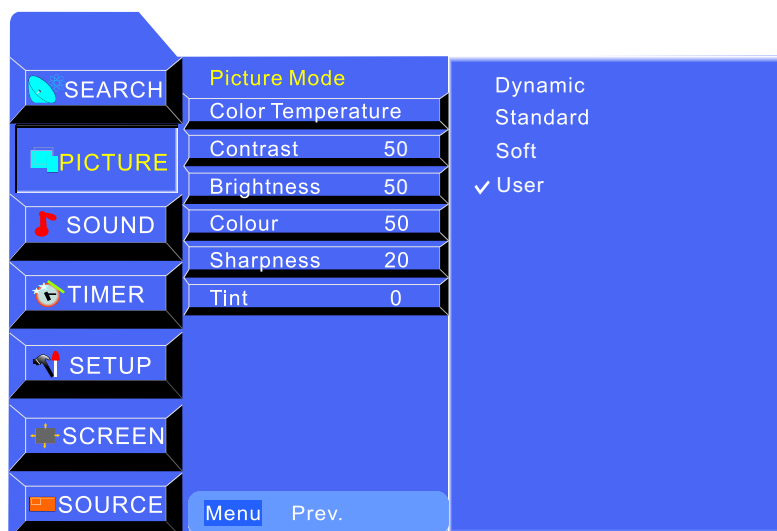 SEARCH
PICTURE
SOUND
TIMER
SETUP
SCREEN
SOURCE
Picture Mode
Color Temperature
Contrast 50
Brightness 50
Colour 50
Sharpness 20
Tint 0
Menu Prev.
Dynamic
Standard
Soft
User